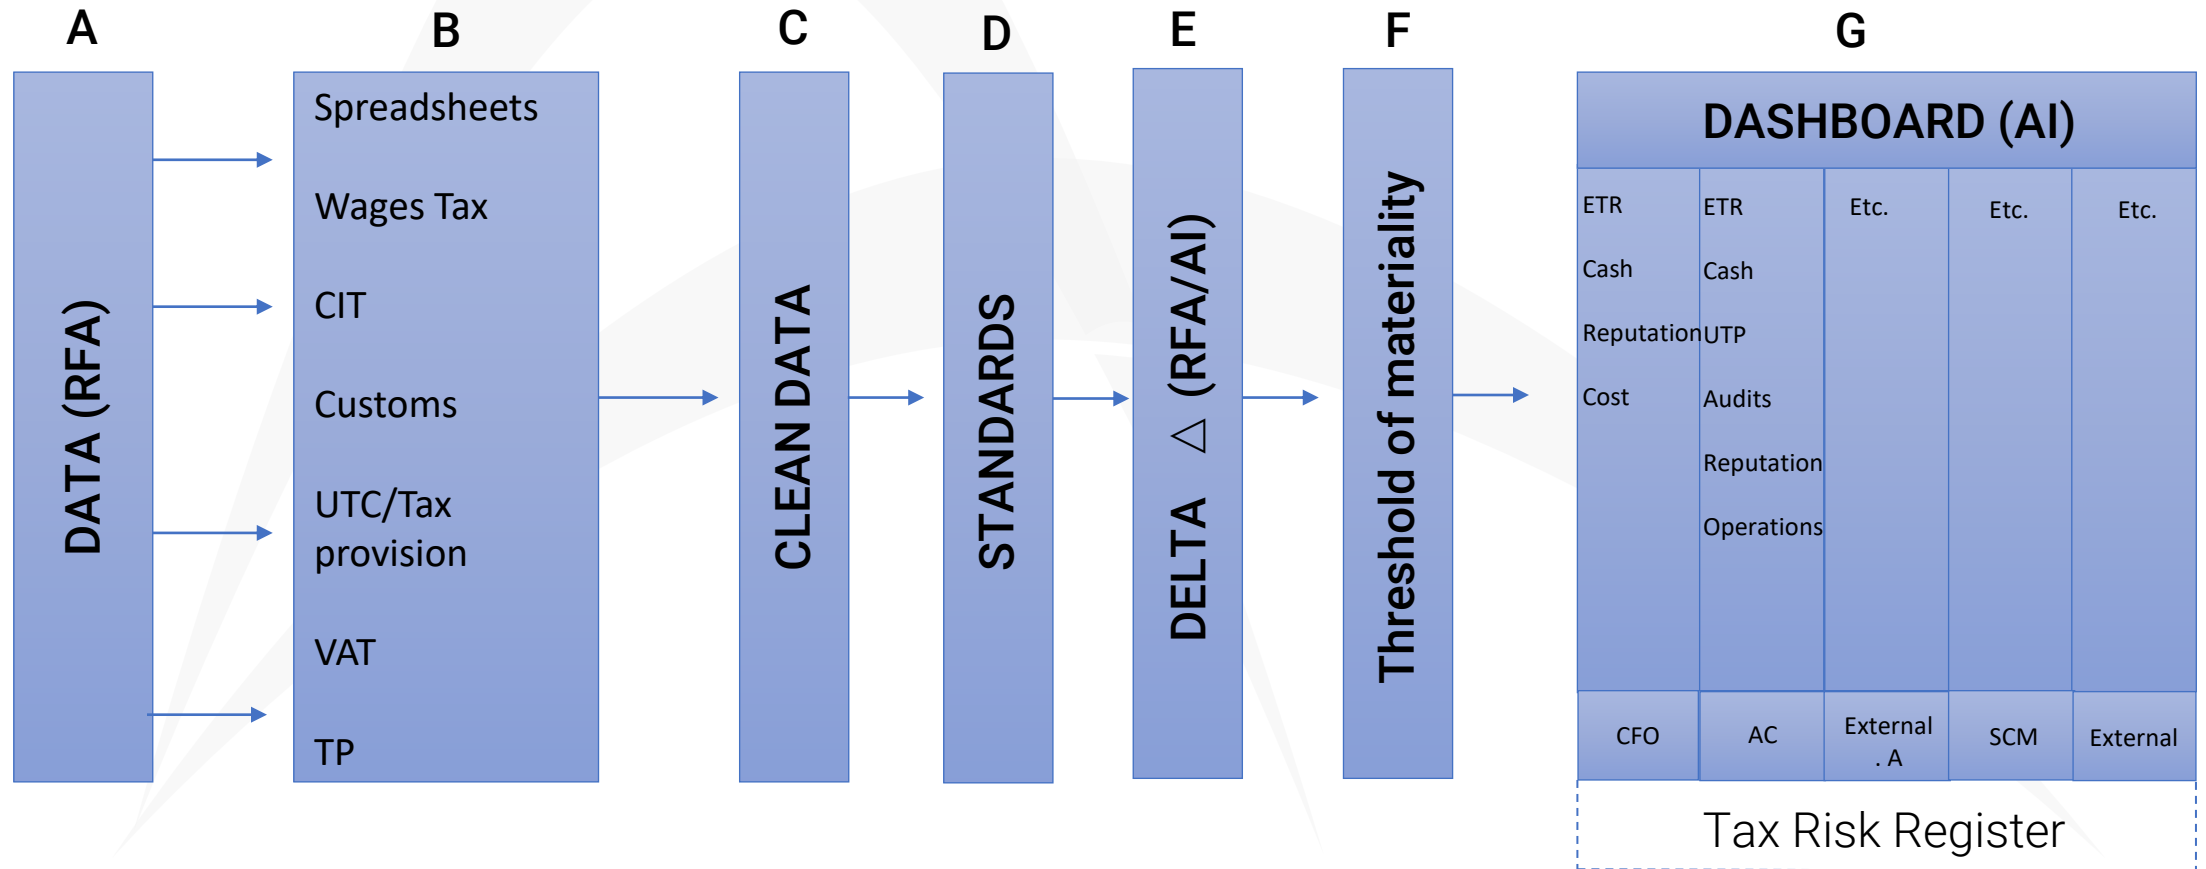 A
B
C
D
E
F
G
DATA (RFA)
Spreadsheets
Wages Tax
CIT
Customs
UTC/Tax
provision
VAT
TP
CLEAN DATA
STANDARDS
DELTA △ (RFA/AI)
Threshold of materiality
DASHBOARD (AI)
ETR
Cash
Reputation
Cost
ETR
Cash
UTP
Audits
Reputation
Operations
Etc.
Etc.
Etc.
CFO
AC
External
. A
SCM
External
Tax Risk Register